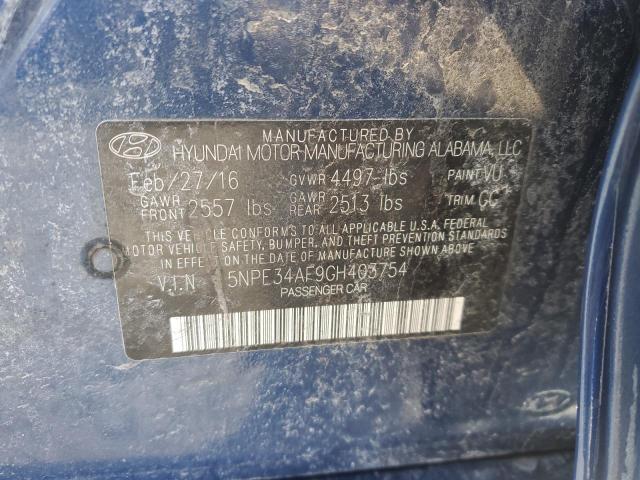 MANUFACTURED BY
HYUNDAI MOTOR MANUFACTURING ALABAMA, LLC
Feb/27/16 GVWR 4497 lbs PAINT VU
GAWR FRONT 2557 lbs GAWR REAR 2513 lbs TRIM GC
THIS VEHICLE CONFORMS TO ALL APPLICABLE U.S.A. FEDERAL
MOTOR VEHICLE SAFETY, BUMPER, AND THEFT PREVENTION STANDARDS
IN EFFECT ON THE DATE OF MANUFACTURE SHOWN ABOVE.
V.I.N 5NPE34AF9GH403754
PASSENGER CAR